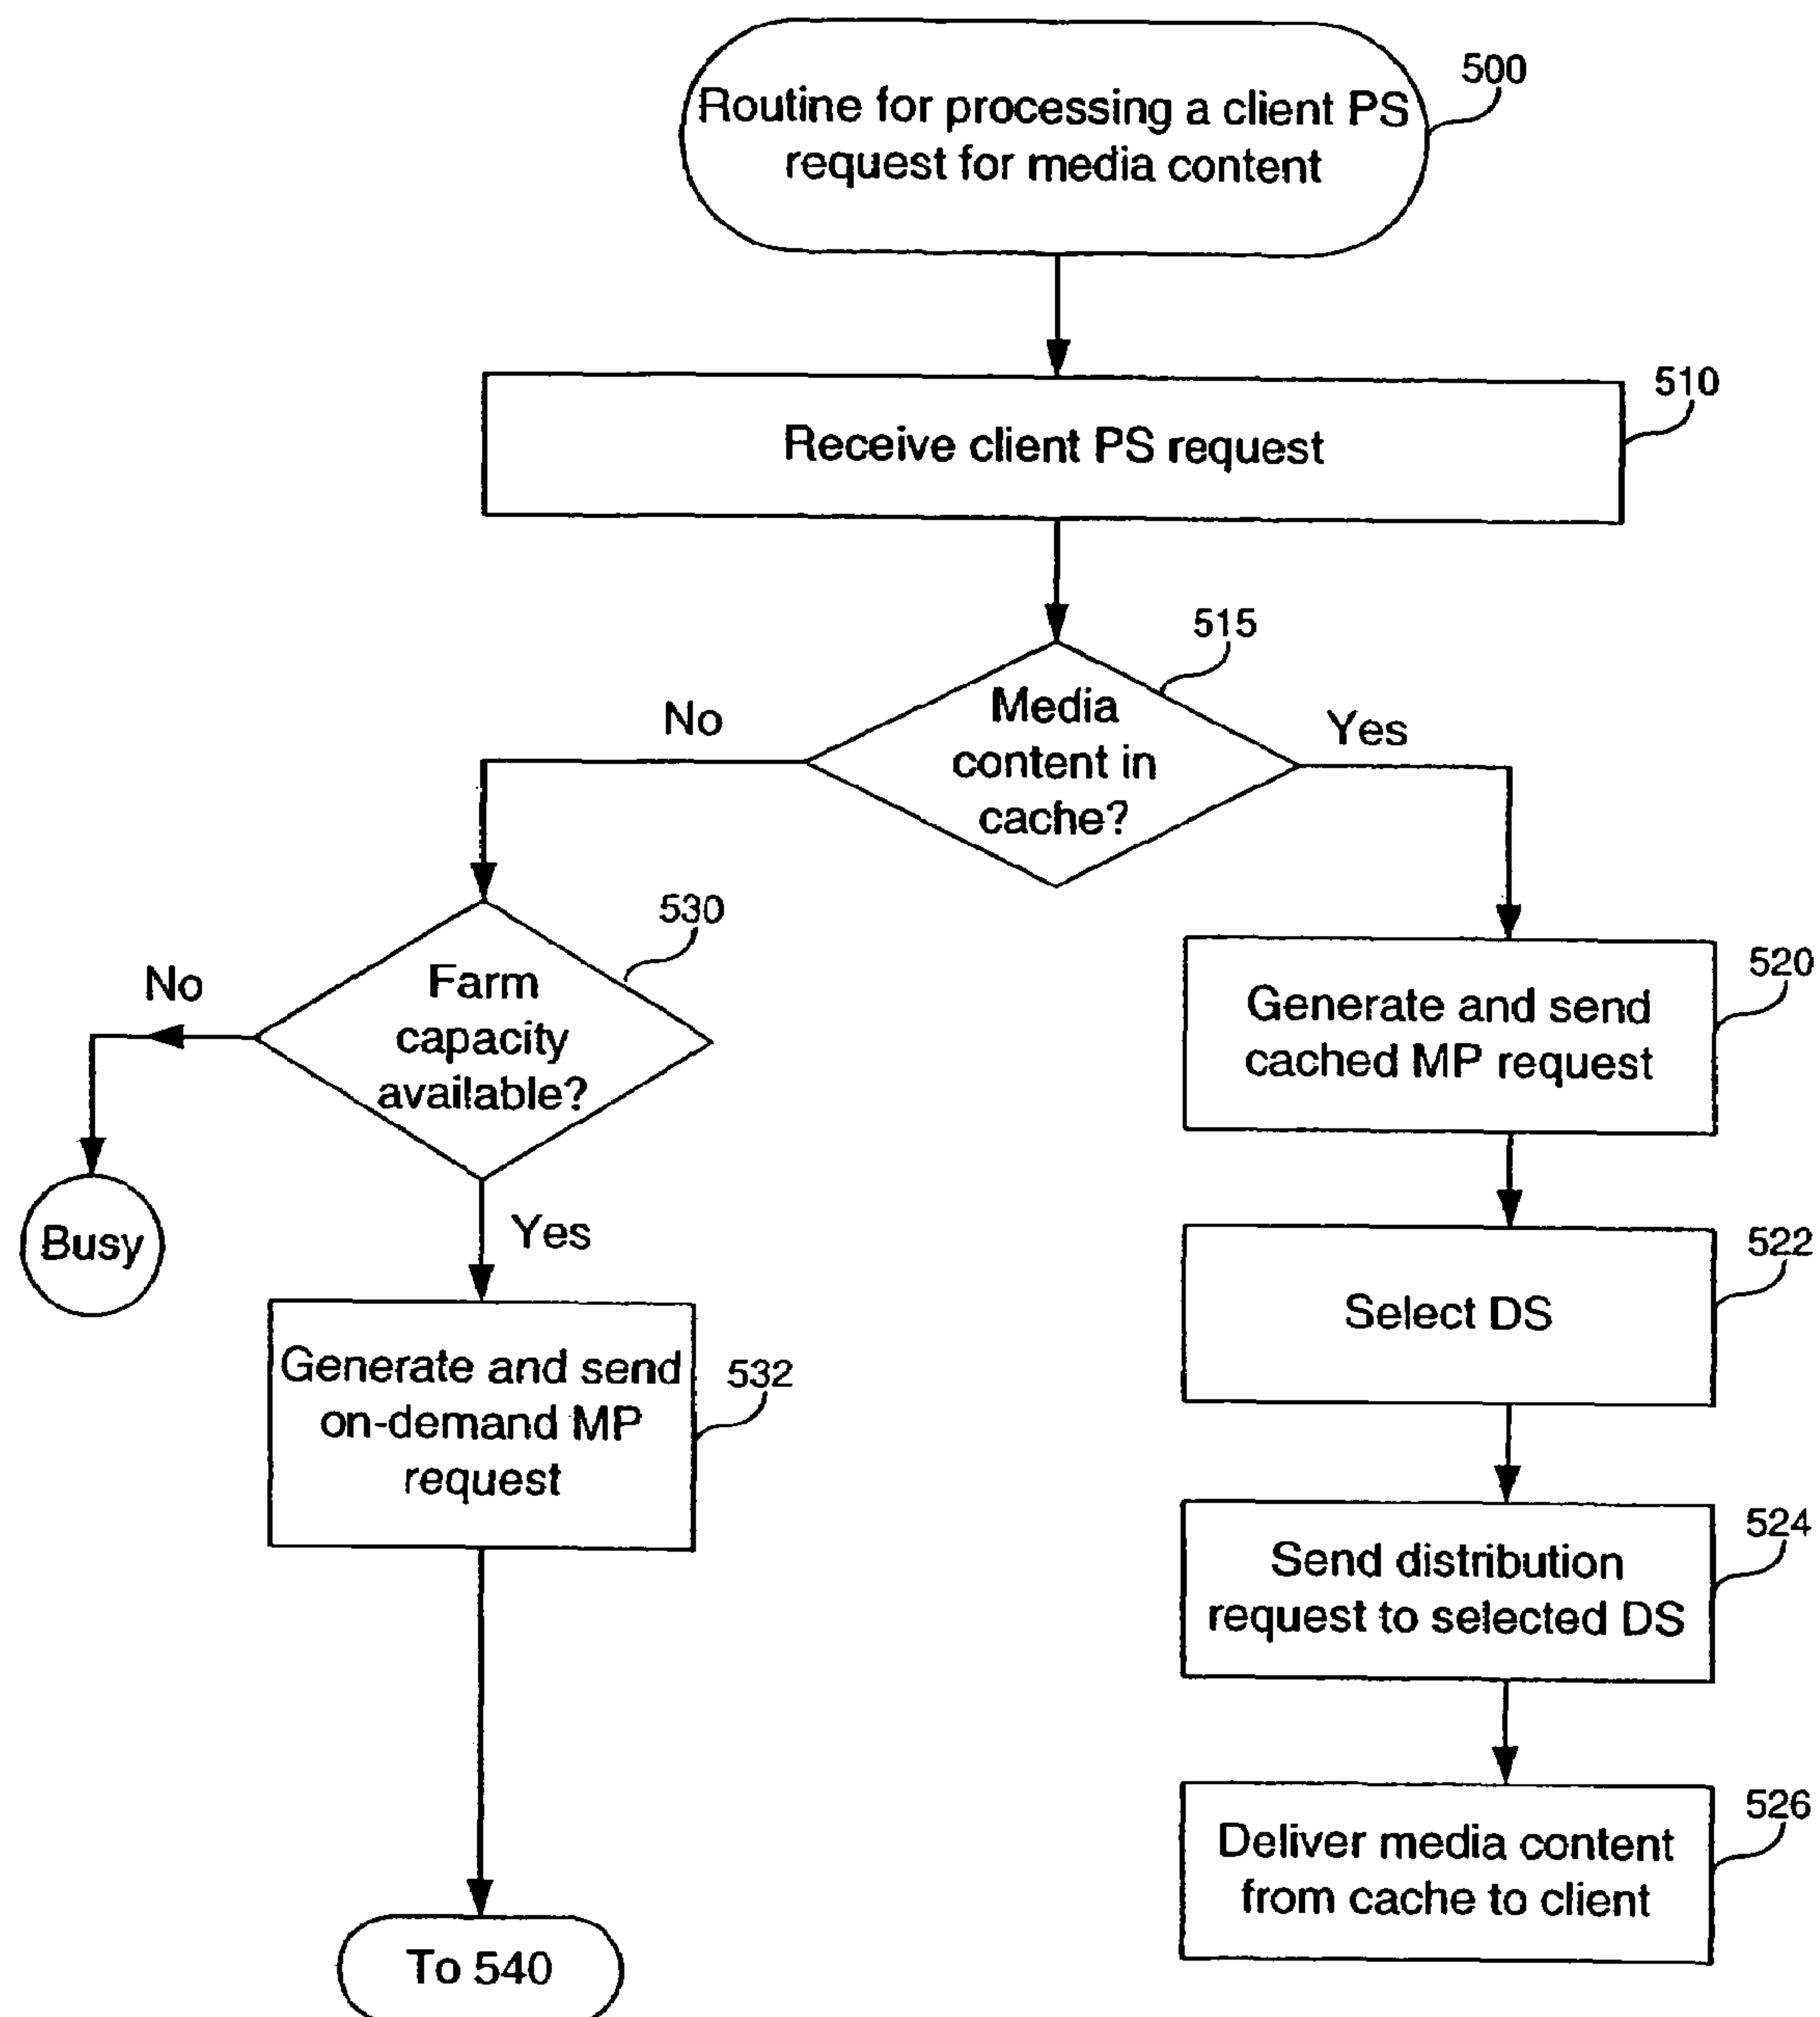 Routine for processing a client PS
request for media content
500
Receive client PS request
510
Media
content in
cache?
515
No
Yes
Farm
capacity
available?
530
No
Yes
Busy
Generate and send
on-demand MP
request
532
To 540
Generate and send
cached MP request
520
Select DS
522
Send distribution
request to selected DS
524
Deliver media content
from cache to client
526